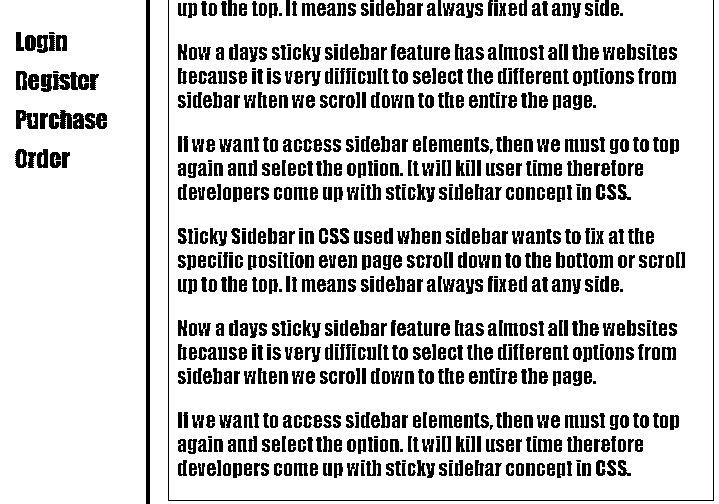 Login
Register
Purchase
Order
up to the top. It means sidebar always fixed at any side.
Now a days sticky sidebar feature has almost all the websites
because it is very difficult to select the different options from
sidebar when we scroll down to the entire the page.
If we want to access sidebar elements, then we must go to top
again and select the option. It will kill user time therefore
developers come up with sticky sidebar concept in CSS.
Sticky Sidebar in CSS used when sidebar wants to fix at the
specific position even page scroll down to the bottom or scroll
up to the top. It means sidebar always fixed at any side.
Now a days sticky sidebar feature has almost all the websites
because it is very difficult to select the different options from
sidebar when we scroll down to the entire the page.
If we want to access sidebar elements, then we must go to top
again and select the option. It will kill user time therefore
developers come up with sticky sidebar concept in CSS.